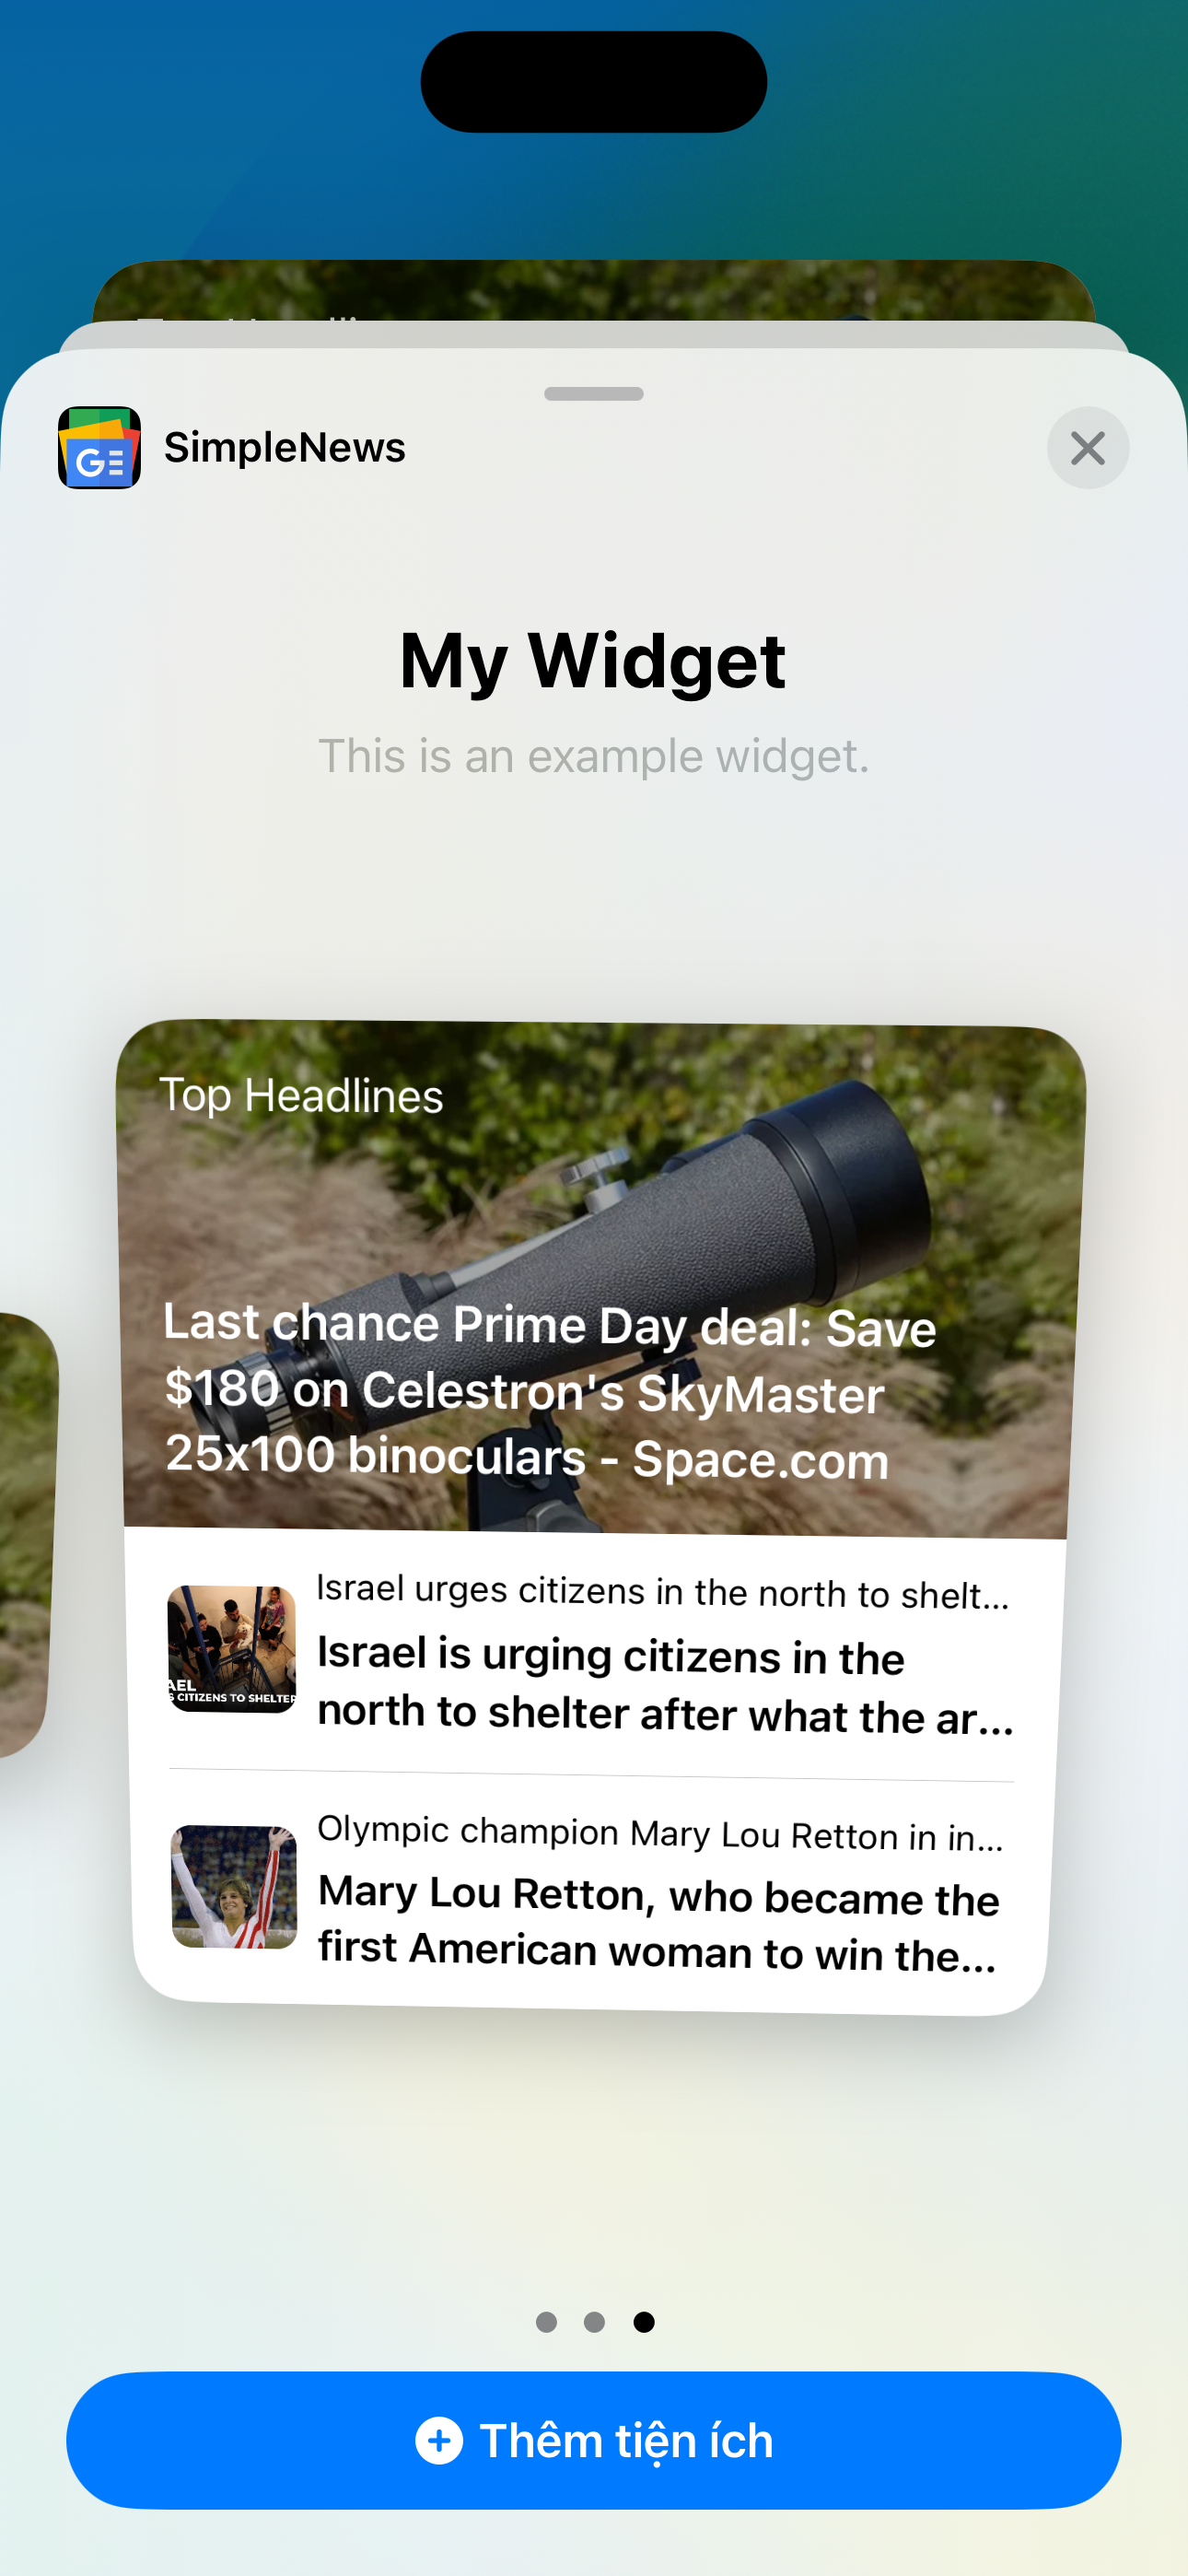 SimpleNews
My Widget
This is an example widget.
Top Headlines
Last chance Prime Day deal: Save
$180 on Celestron's SkyMaster
25x100 binoculars - Space.com
Israel urges citizens in the north to shelt...
Israel is urging citizens in the
north to shelter after what the ar...
AEL
S CITIZENS TO SHELTER
Olympic champion Mary Lou Retton in in...
Mary Lou Retton, who became the
first American woman to win the...
Thêm tiện ích